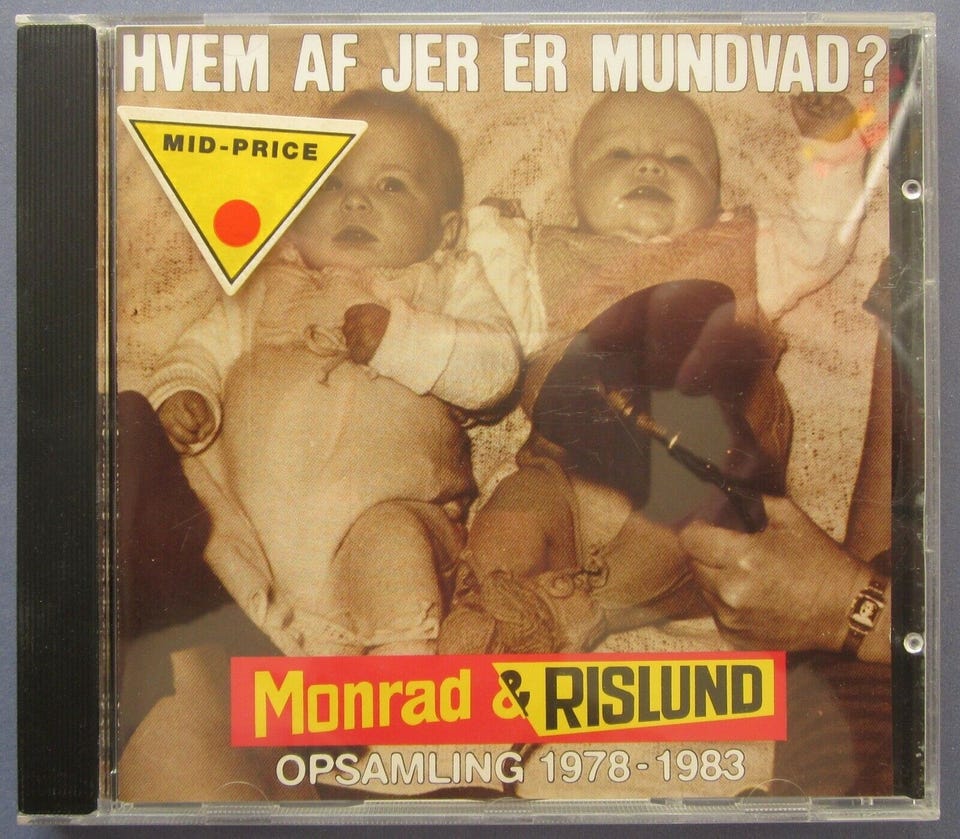 HVEM AF JER ER MUNDVAD?
MID-PRICE
Monrad & RISLUND
OPSAMLING 1978-1983